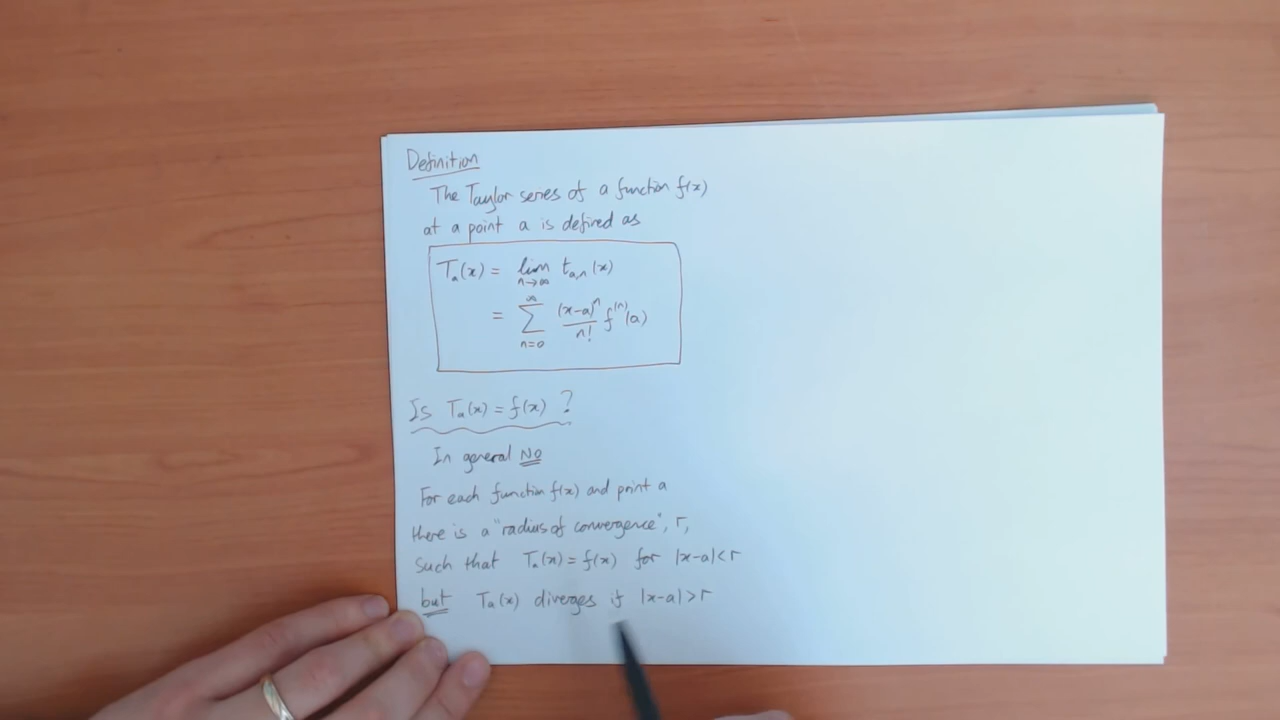 Definition
The Taylor series of a function f(x)
at a point a is defined as
Tₐ(x) = lim n→∞ tₐ,ₙ(x)
= ∑ n=0 ∞ (x-a)ⁿ/n! f⁽ⁿ⁾(a)
Is Tₐ(x) = f(x) ?
In general NO
For each function f(x) and point a
there is a "radius of convergence", r,
such that Tₐ(x) = f(x) for |x-a|<r
but Tₐ(x) diverges if |x-a|>r